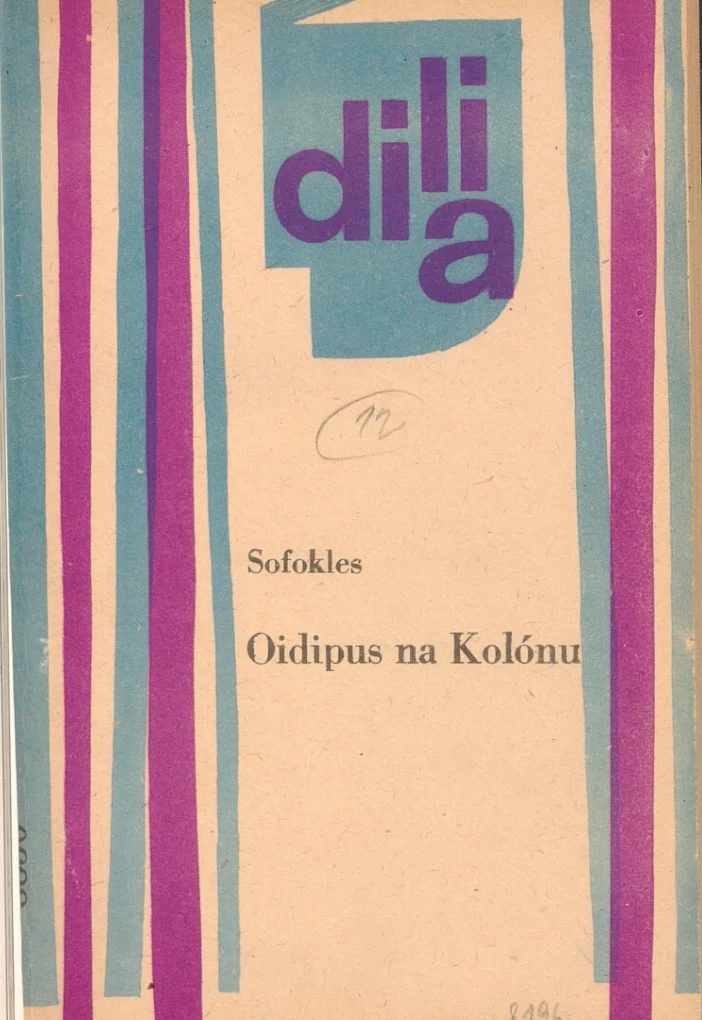 dili
a
12
Sofokles
Oidipus na Kolónu